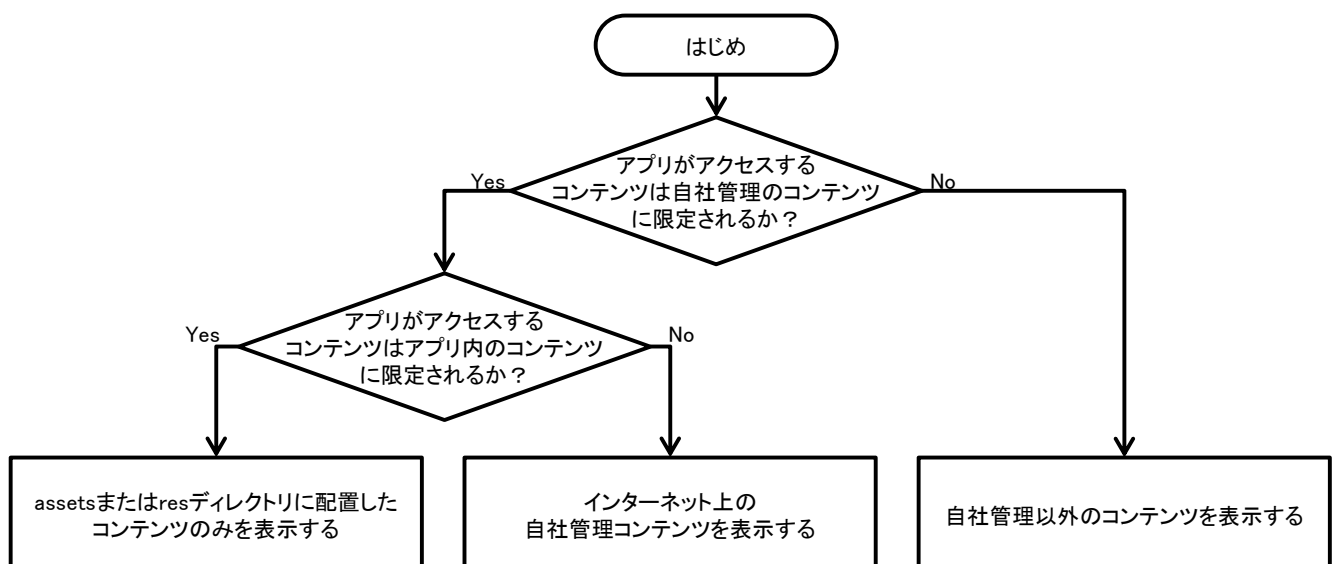 はじめ
アプリがアクセスする
コンテンツは自社管理のコンテンツ
に限定されるか？
Yes
No
アプリがアクセスする
コンテンツはアプリ内のコンテンツ
に限定されるか？
Yes
No
assetsまたはresディレクトリに配置した
コンテンツのみを表示する
インターネット上の
自社管理コンテンツを表示する
自社管理以外のコンテンツを表示する